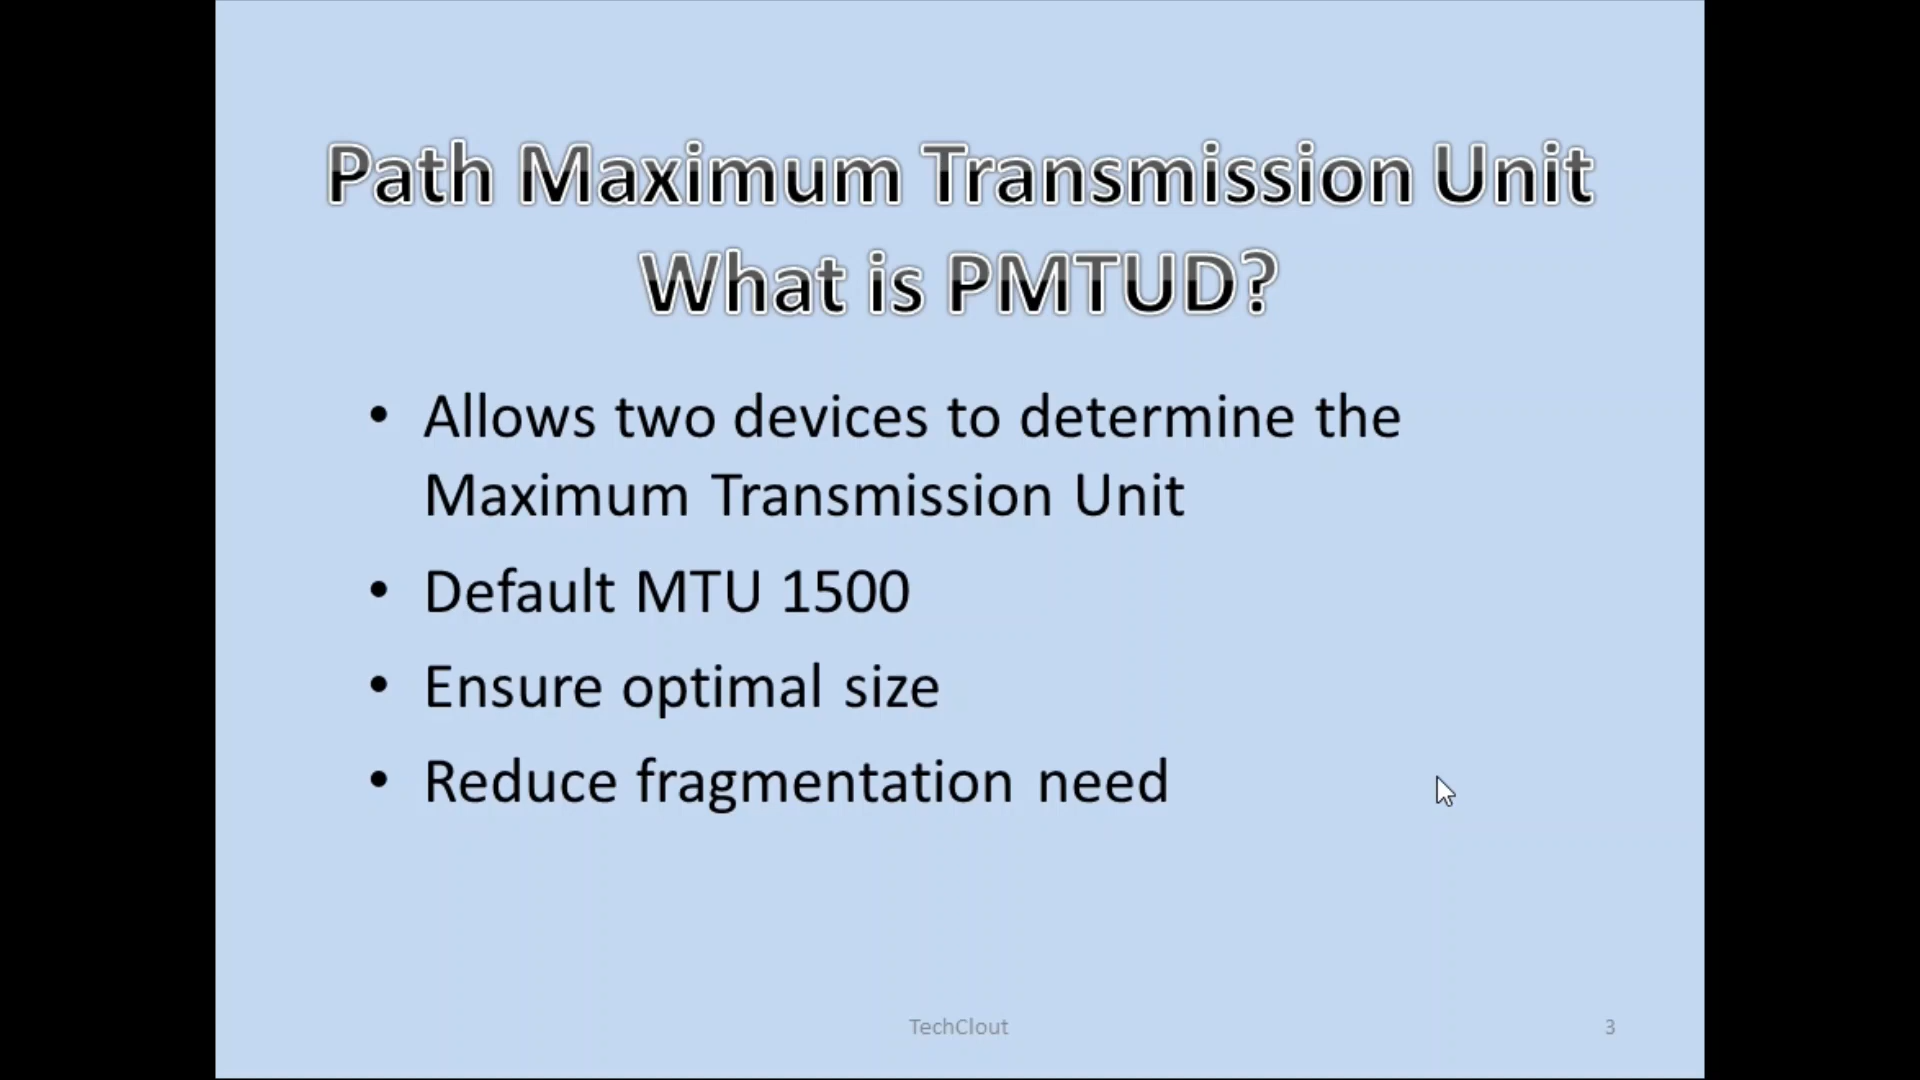 Path Maximum Transmission Unit
What is PMTUD?
• Allows two devices to determine the
Maximum Transmission Unit
• Default MTU 1500
• Ensure optimal size
• Reduce fragmentation need
TechClout
3